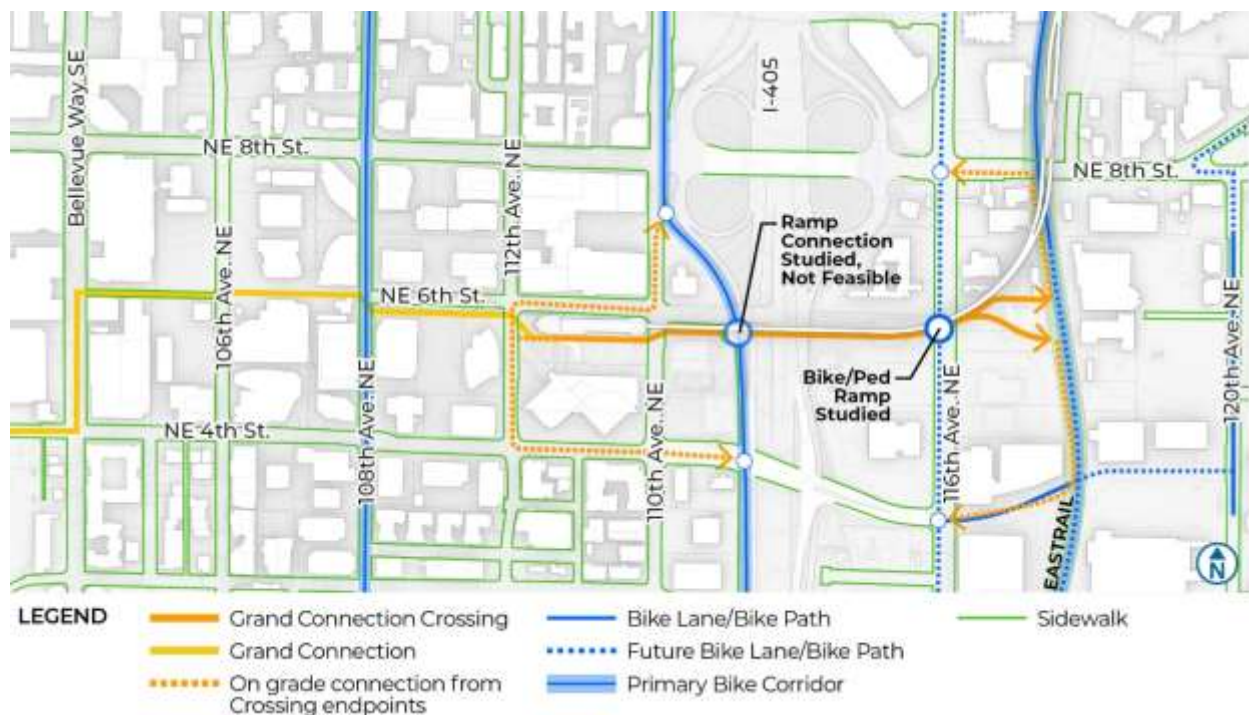 Bellevue Way SE
NE 8th St.
106th Ave. NE
108th Ave. NE
112th Ave. NE
NE 6th St.
NE 4th St.
110th Ave. NE
I-405
Ramp
Connection
Studied,
Not Feasible
Bike/Ped
Ramp
Studied
116th Ave. NE
NE 8th St.
120th Ave. NE
EASTRAIL
N
LEGEND
Grand Connection Crossing
Grand Connection
On grade connection from
Crossing endpoints
Bike Lane/Bike Path
Future Bike Lane/Bike Path
Primary Bike Corridor
Sidewalk